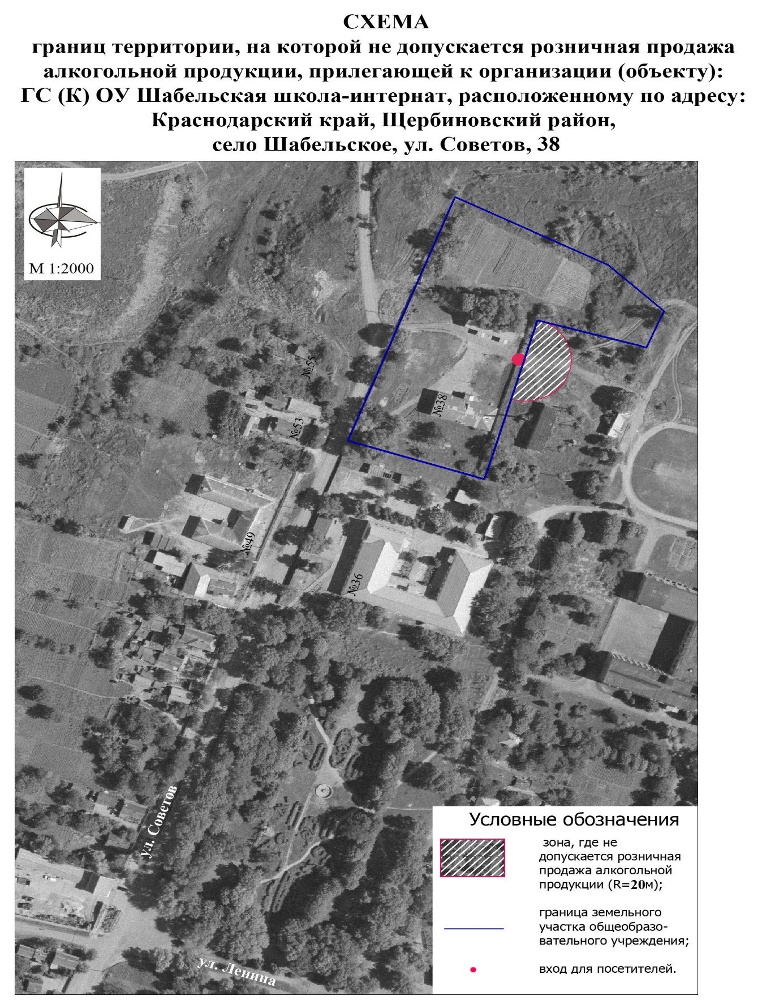 СХЕМА
границ территории, на которой не допускается розничная продажа
алкогольной продукции, прилегающей к организации (объекту):
ГС (К) ОУ Шабельская школа-интернат, расположенному по адресу:
Краснодарский край, Щербиновский район,
село Шабельское, ул. Советов, 38
М 1:2000
№55
№38
№53
№49
№36
ул. Советов
ул. Ленина
Условные обозначения
зона, где не
допускается розничная
продажа алкогольной
продукции (R=20м);
граница земельного
участка общеобразо-
вательного учреждения;
вход для посетителей.